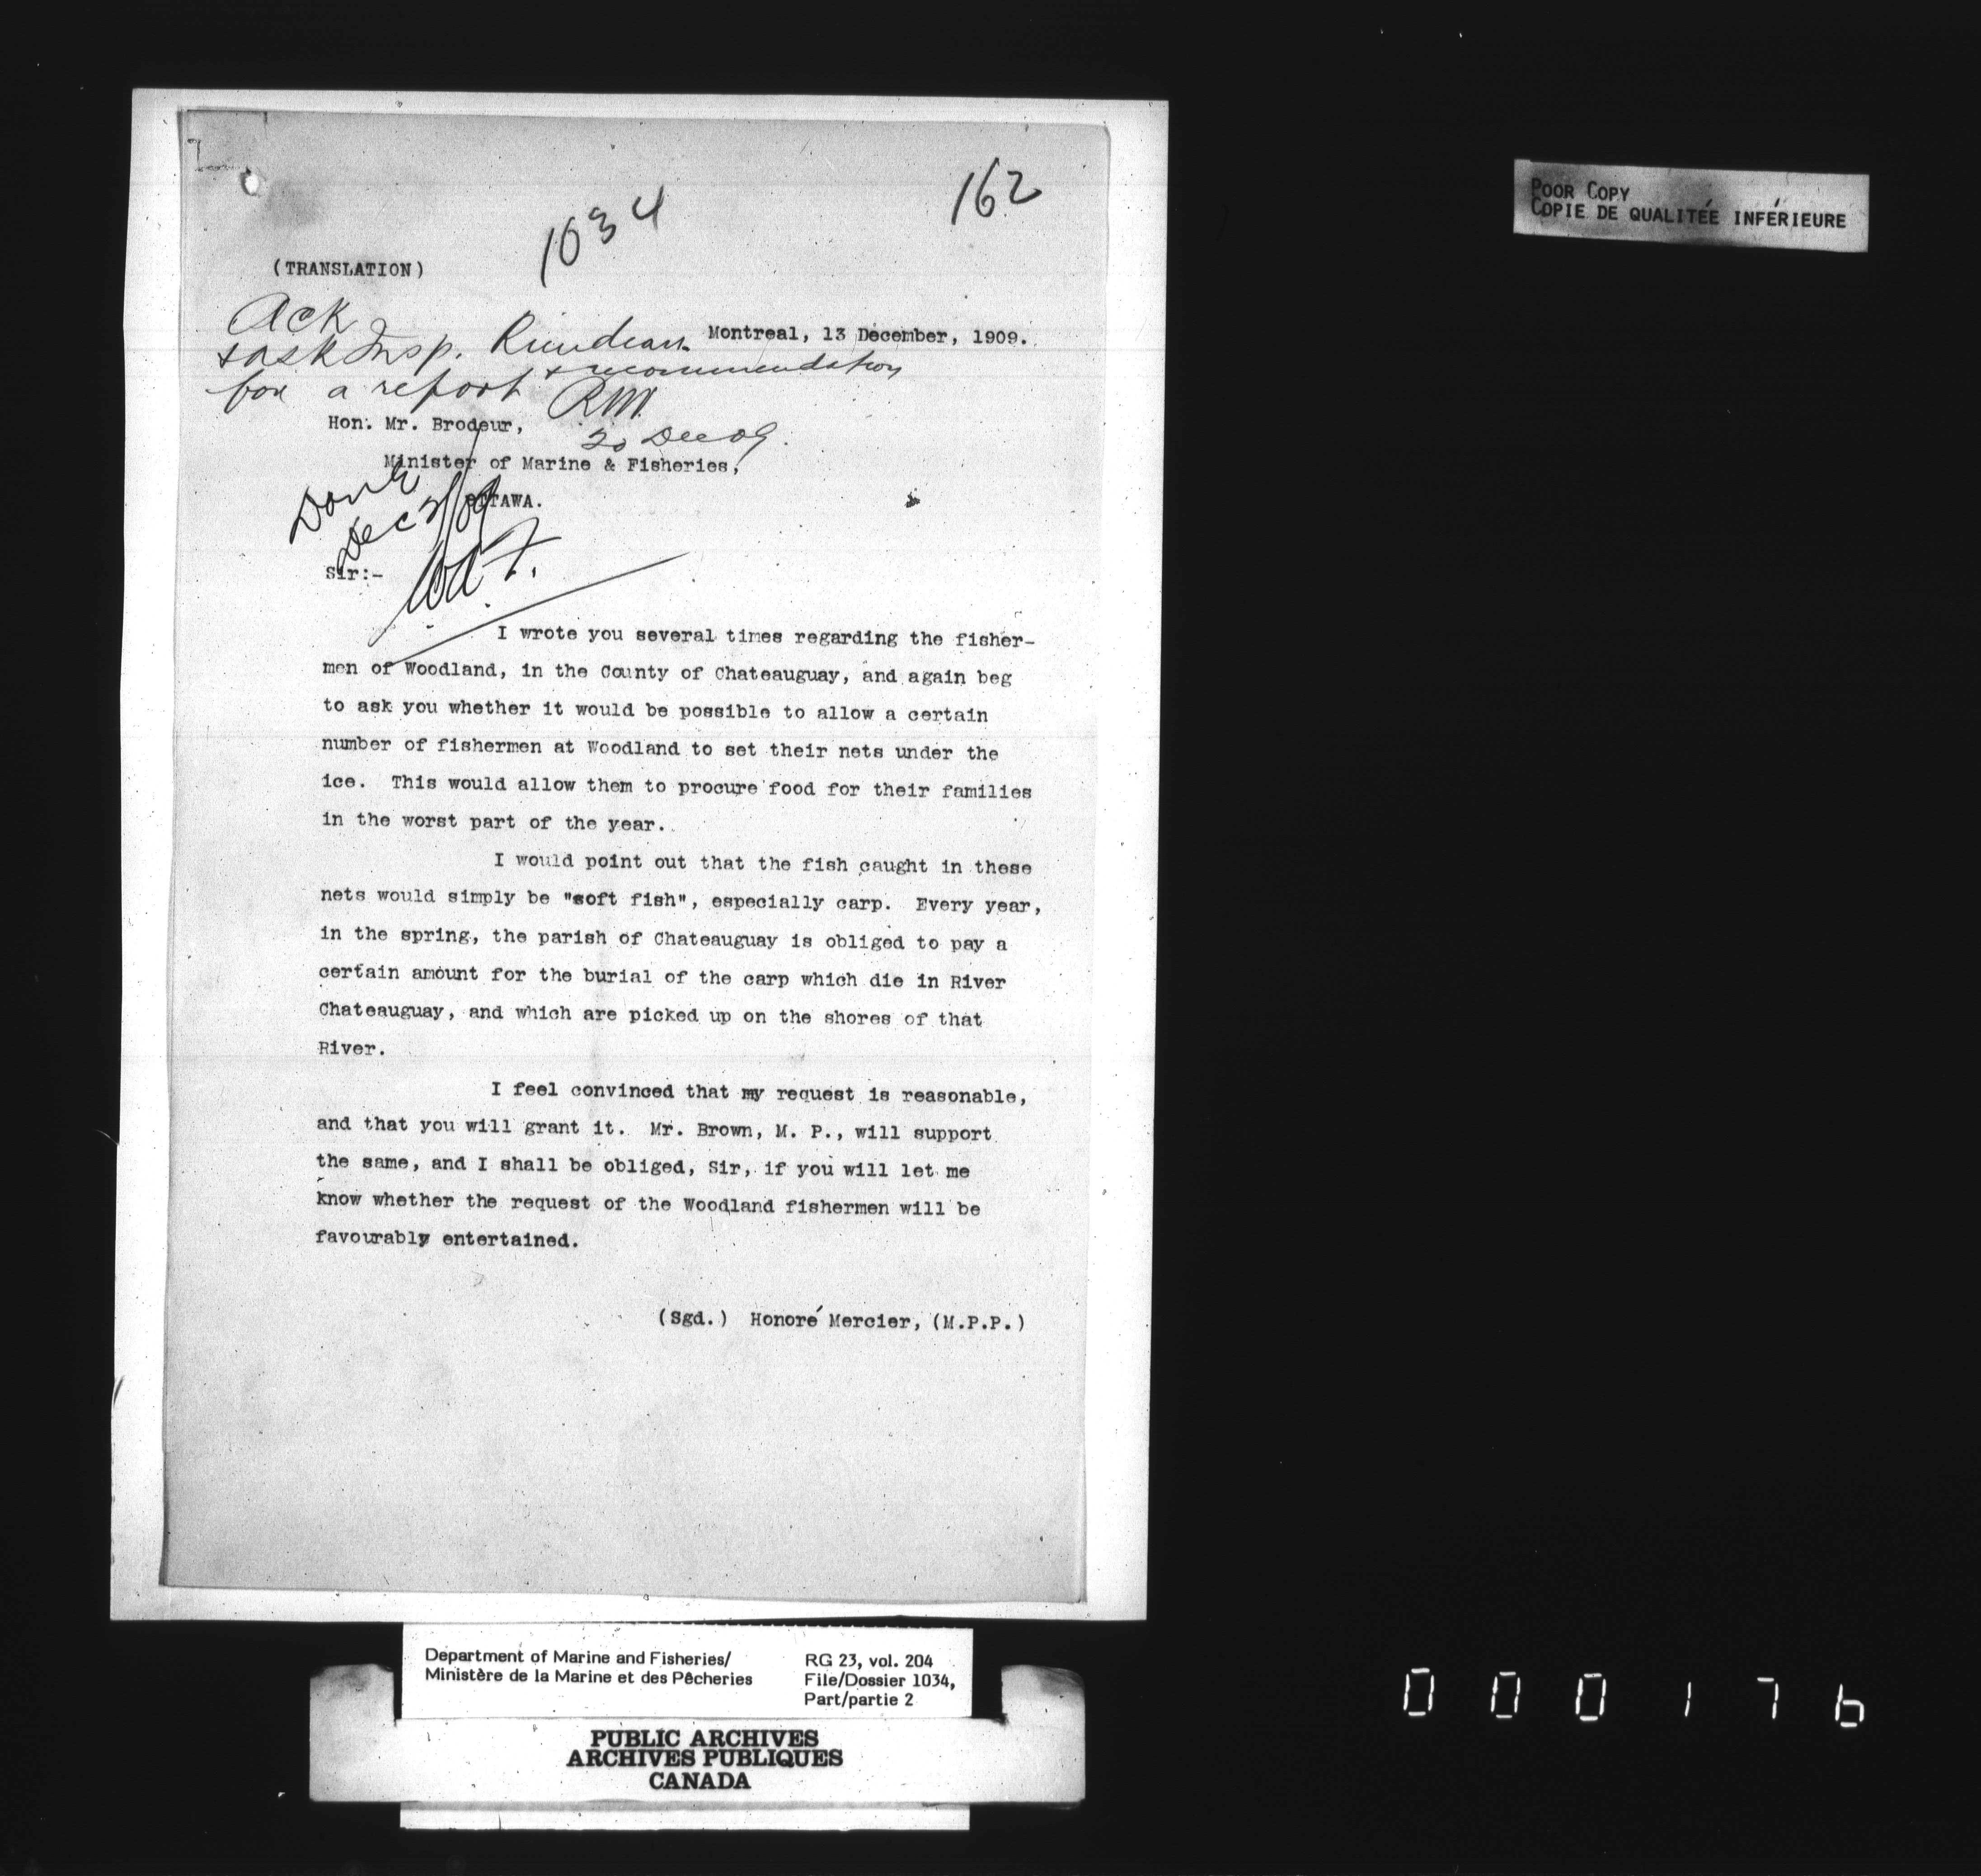 162
1034
POOR COPY
COPIE DE QUALITÉE INFÉRIEURE
(TRANSLATION)
Ack
& ask Insp. Riendeau
for a report & recommendation
RM
20 Dec 09.
Montreal, 13 December, 1909.
Hon. Mr. Brodeur,
Minister of Marine & Fisheries,
OTTAWA.
Done
Dec 21/09
Sir:-
I wrote you several times regarding the fisher-
men of Woodland, in the County of Chateauguay, and again beg
to ask you whether it would be possible to allow a certain
number of fishermen at Woodland to set their nets under the
ice. This would allow them to procure food for their families
in the worst part of the year.
I would point out that the fish caught in these
nets would simply be "soft fish", especially carp. Every year,
in the spring, the parish of Chateauguay is obliged to pay a
certain amount for the burial of the carp which die in River
Chateauguay, and which are picked up on the shores of that
River.
I feel convinced that my request is reasonable,
and that you will grant it. Mr. Brown, M. P., will support
the same, and I shall be obliged, Sir, if you will let me
know whether the request of the Woodland fishermen will be
favourably entertained.
(Sgd.) Honoré Mercier, (M.P.P.)
Department of Marine and Fisheries/
Ministère de la Marine et des Pêcheries
RG 23, vol. 204
File/Dossier 1034,
Part/partie 2
PUBLIC ARCHIVES
ARCHIVES PUBLIQUES
CANADA
000176